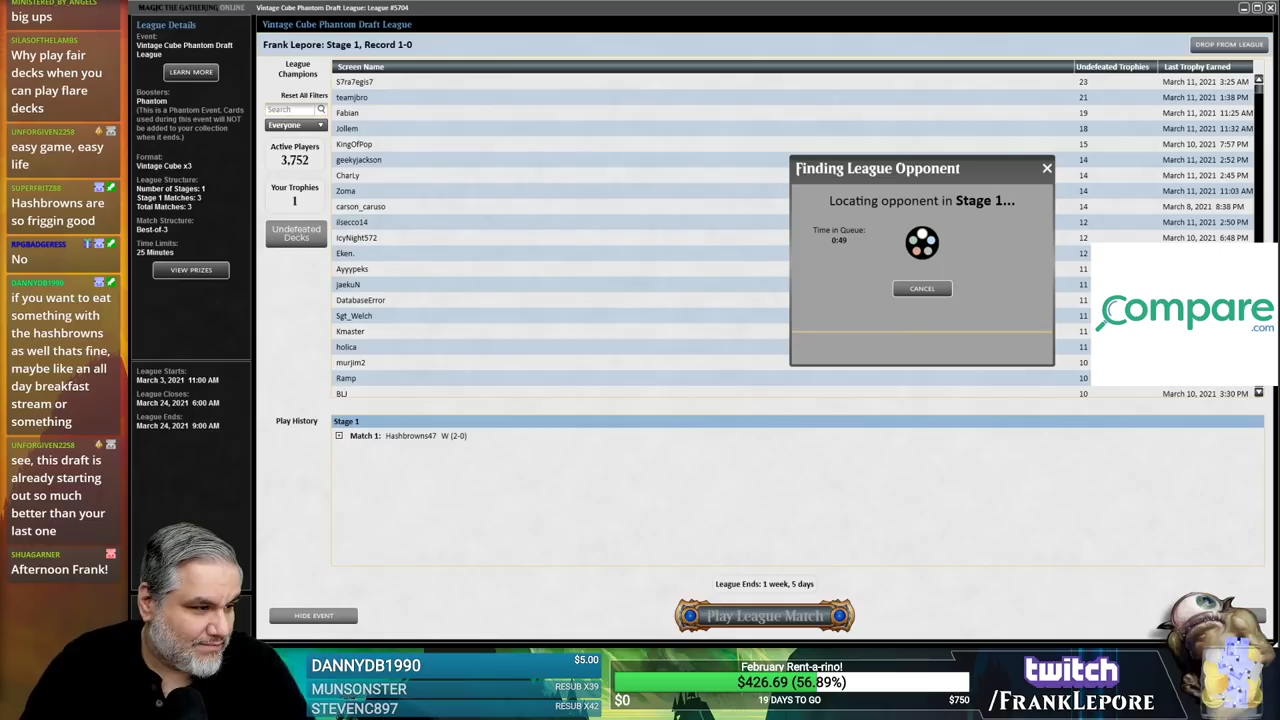 MINISTERED_BY_ANGELS
big ups
SILASOFTHELAMBS
Why play fair
decks when you
can play flare
decks
UNFORGIVEN2258
easy game, easy
life
SUPERFRITZ88
Hashbrowns are
so friggin good
RPGBADGERESS
No
DANNYDB1990
if you want to eat
something with
the hashbrowns
as well thats fine,
maybe like an all
day breakfast
stream or
something
UNFORGIVEN2258
see, this draft is
already starting
out so much
better than your
last one
SHUAGARNER
Afternoon Frank!
MAGIC THE GATHERING ONLINE
Vintage Cube Phantom Draft League: League #5704
League Details
Event:
Vintage Cube Phantom Draft
League
LEARN MORE
Boosters:
Phantom
(This is a Phantom Event. Cards
used during this event will NOT
be added to your collection
when it ends.)
Format:
Vintage Cube x3
League Structure:
Number of Stages: 1
Stage 1 Matches: 3
Total Matches: 3
Match Structure:
Best-of-3
Time Limits:
25 Minutes
VIEW PRIZES
League Starts:
March 3, 2021 11:00 AM
League Closes:
March 24, 2021 6:00 AM
League Ends:
March 24, 2021 9:00 AM
Vintage Cube Phantom Draft League
Frank Lepore: Stage 1, Record 1-0
DROP FROM LEAGUE
League
Champions
Reset All Filters
Search
Everyone
Active Players
3,752
Your Trophies
1
Undefeated
Decks
Screen Name Undefeated Trophies Last Trophy Earned
S7ra7egis7 23 March 11, 2021 3:25 AM
teamjbro 21 March 11, 2021 1:38 PM
Fabian 19 March 11, 2021 11:25 AM
Jollem 18 March 11, 2021 11:32 AM
KingOfPop 15 March 10, 2021 7:57 PM
geekyjackson 14 March 11, 2021 2:52 PM
CharLy 14 March 11, 2021 2:45 PM
Zoma 14 March 11, 2021 11:03 AM
corson_caruso 14 March 8, 2021 8:38 PM
ilsecco14 12 March 11, 2021 2:50 PM
IcyNight572 12 March 10, 2021 6:48 PM
Eken. 12
Ayyypeks 11
JaekuN 11
DatabaseError 11
Sgt_Welch 11
Kmaster 11
holica 11
murjim2 10
Ramp 10
BLJ 10 March 10, 2021 3:30 PM
Finding League Opponent
Locating opponent in Stage 1...
Time in Queue:
0:49
CANCEL
Compare
.com
Play History
Stage 1
Match 1: Hashbrowns47 W (2-0)
League Ends: 1 week, 5 days
HIDE EVENT
Play League Match
DANNYDB1990 $5.00
MUNSONSTER RESUB X39
STEVENC897 RESUB X42
February Rent-a-rino!
$426.69 (56.89%)
$0 19 DAYS TO GO $750
twitch
/FRANKLEPORE